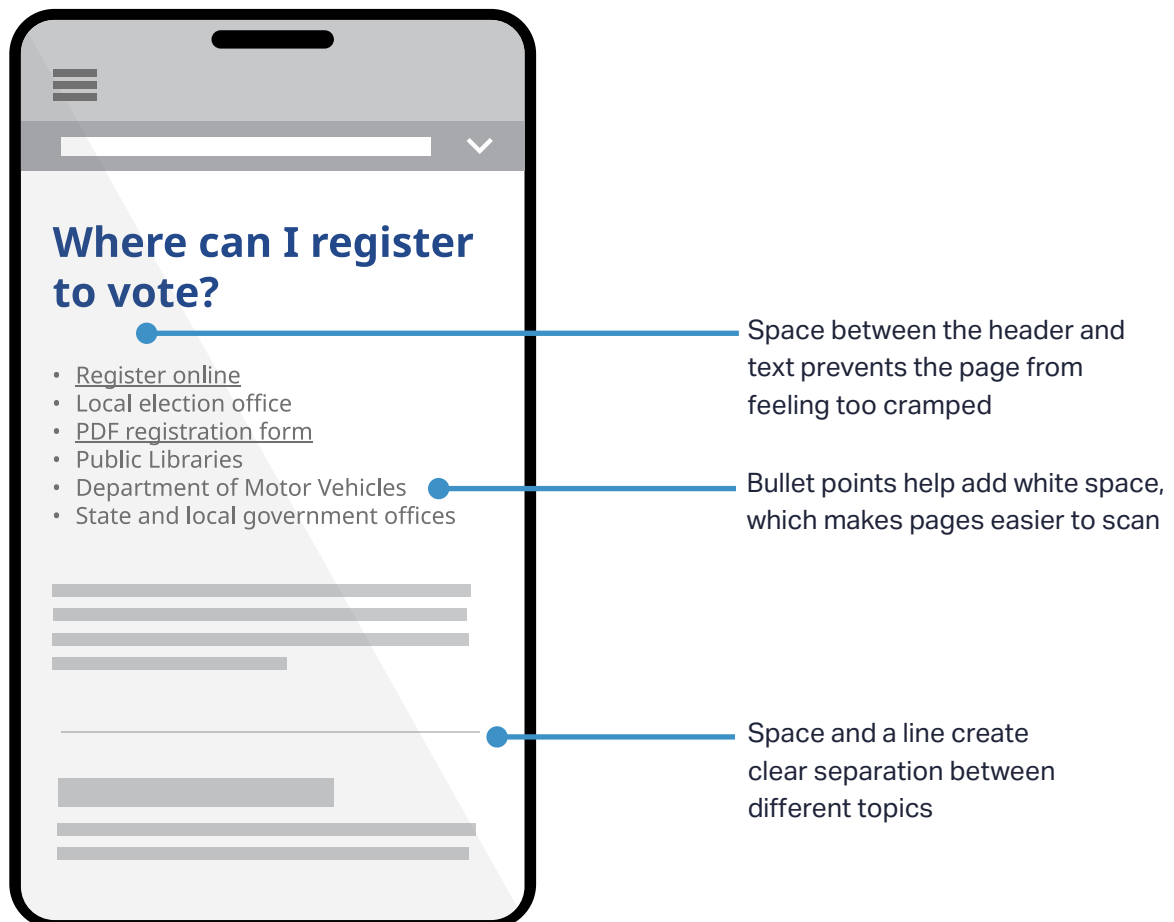 Where can I register
to vote?
• Register online
• Local election office
• PDF registration form
• Public Libraries
• Department of Motor Vehicles
• State and local government offices
Space between the header and
text prevents the page from
feeling too cramped
Bullet points help add white space,
which makes pages easier to scan
Space and a line create
clear separation between
different topics